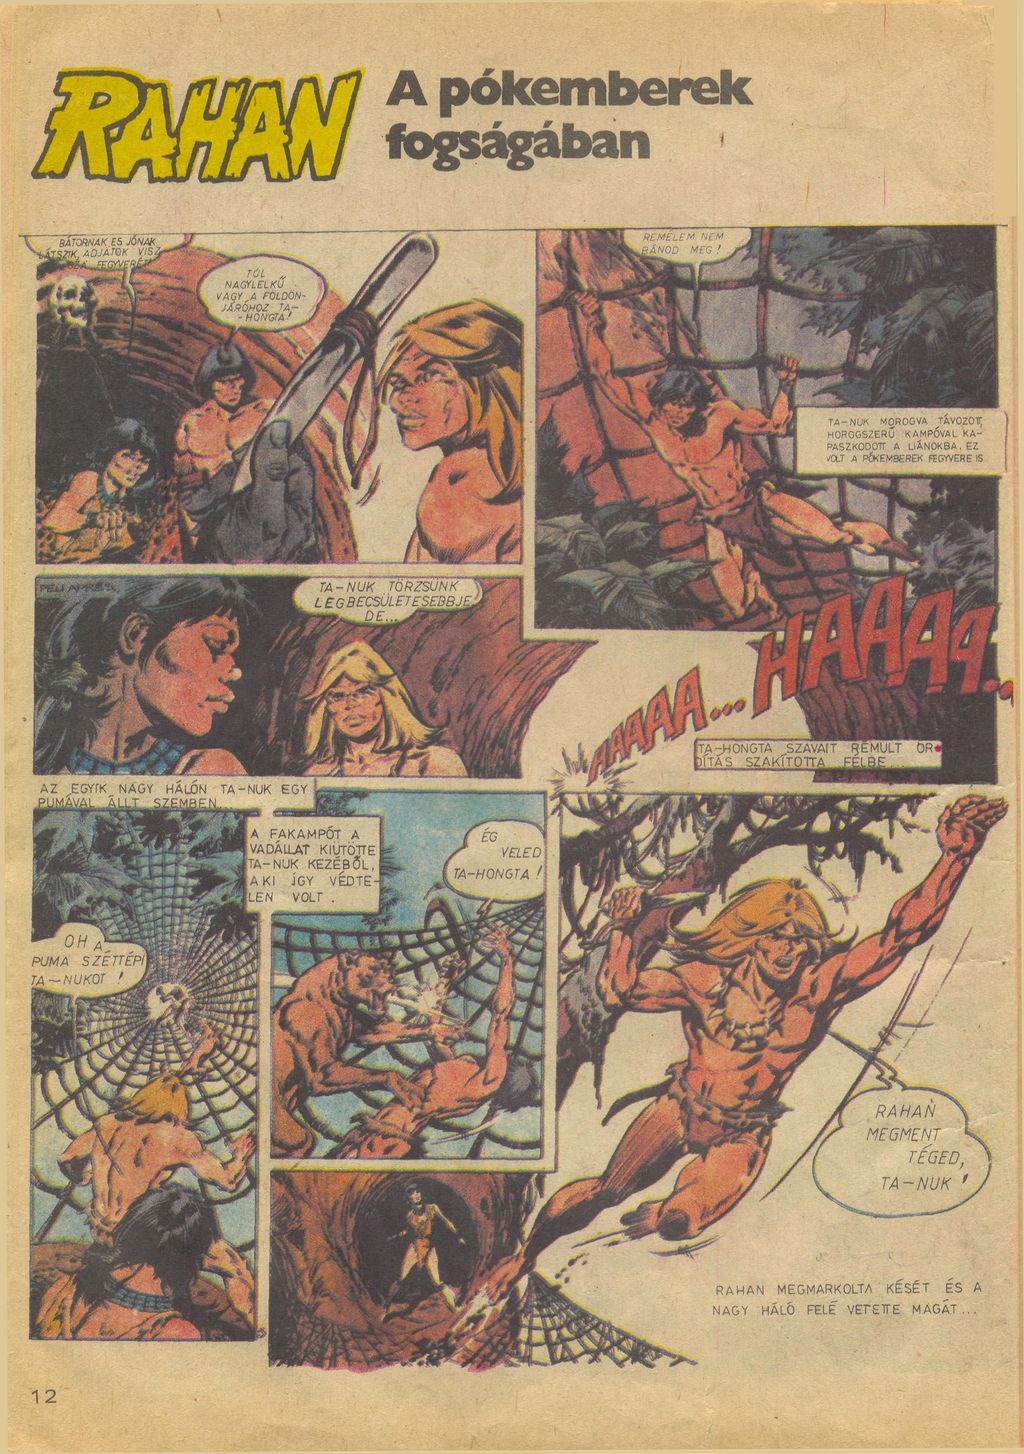 RAHAN
A pókemberek
fogságában
BÁTORNAK ÉS JÓNAK
LÁTSZIK, ADJÁTOK VISZ
SZA FEGYVERÉT!
TÚL
NAGYLELKŰ
VAGY A FÖLDÖN-
JÁRÓHOZ TA-
-HONGTA!
REMÉLEM NEM
BÁNOD MEG!
TA-NUK MOROGVA TÁVOZOTT,
HOROGSZERŰ KAMPÓVAL KA-
PASZKODOTT A LIÁNOKBA. EZ
VOLT A PÓKEMBEREK FEGYVERE IS.
TA-NUK TÖRZSÜNK
LEGBECSÜLETESEBBJE,
DE...
HAAAA... HAAAAA..
TA-HONGTA SZAVAIT RÉMÜLT OR-
DÍTÁS SZAKÍTOTTA FÉLBE...
AZ EGYIK NAGY HÁLÓN TA-NUK EGY
PUMÁVAL ÁLLT SZEMBEN...
OH A
PUMA SZÉTTÉPI
TA-NUKOT !
A FAKAMPÓT A
VADÁLLAT KIÜTÖTTE
TA-NUK KEZÉBŐL,
AKI ÍGY VÉDTE-
LEN VOLT .
ÉG
VELED
TA-HONGTA !
RAHAN
MEGMENT
TÉGED,
TA-NUK !
RAHAN MEGMARKOLTA KÉSÉT ÉS A
NAGY HÁLÓ FELÉ VETETTE MAGÁT...
12